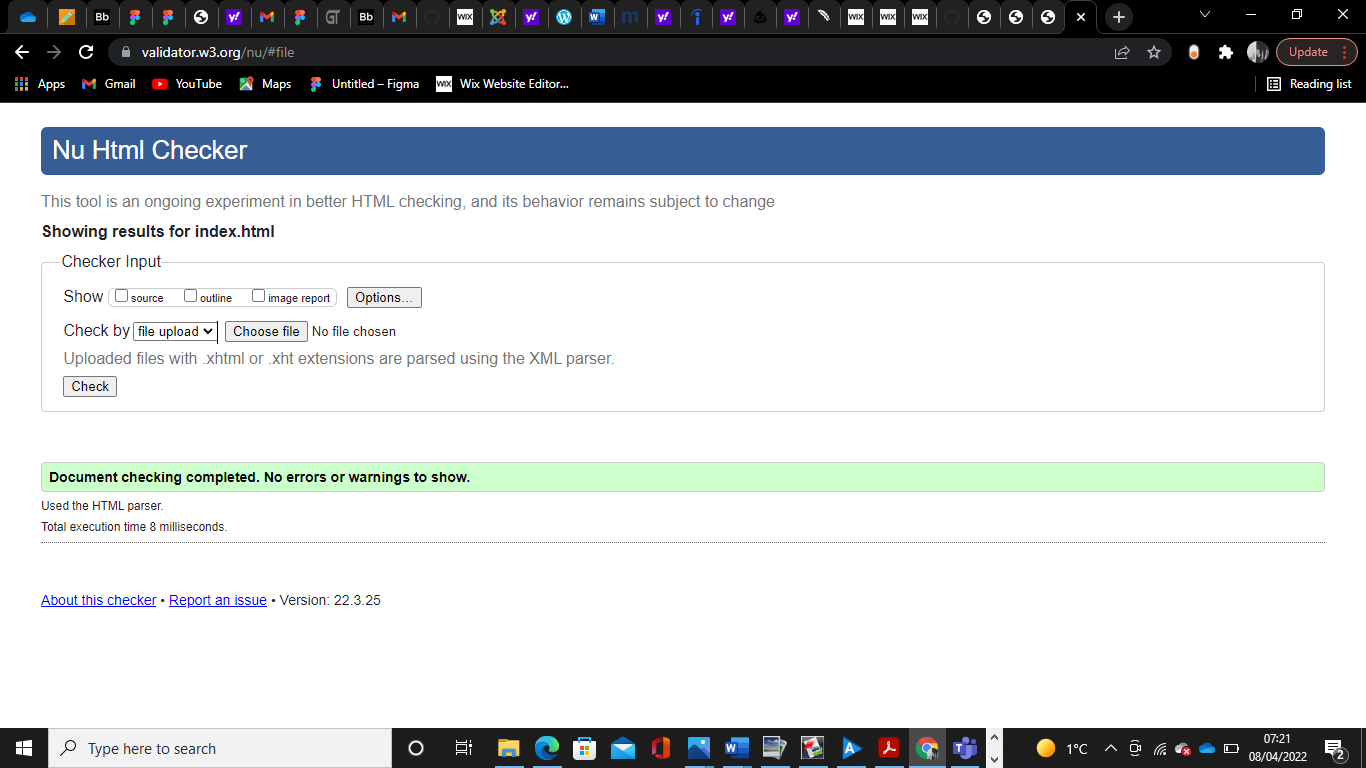 validator.w3.org/nu/#file
Update
Apps Gmail YouTube Maps Untitled – Figma Wix Website Editor... Reading list
Nu Html Checker
This tool is an ongoing experiment in better HTML checking, and its behavior remains subject to change
Showing results for index.html
Checker Input
Show source outline image report Options...
Check by file upload Choose file No file chosen
Uploaded files with .xhtml or .xht extensions are parsed using the XML parser.
Check
Document checking completed. No errors or warnings to show.
Used the HTML parser.
Total execution time 8 milliseconds.
About this checker • Report an issue • Version: 22.3.25
Type here to search
1°C
07:21
08/04/2022
2